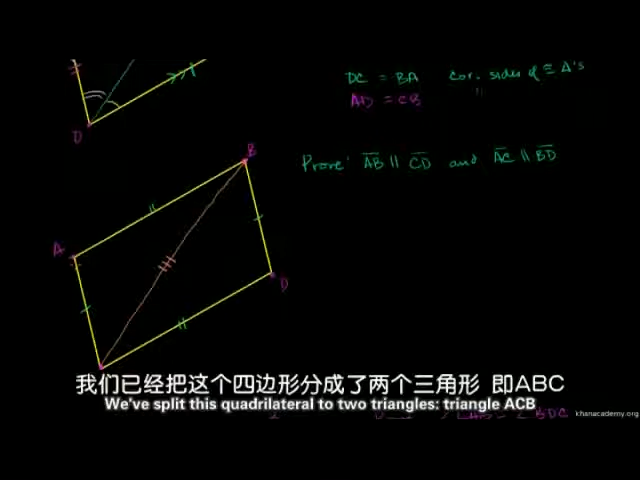 DC = BA cor. sides of ≅ Δ's
AD = CB
D
Prove: AB || CD and AC || BD
B
A
D
我们已经把这个四边形分成了两个三角形 即ABC
We've split this quadrilateral to two triangles: triangle ACB
BDC
khanacademy.org